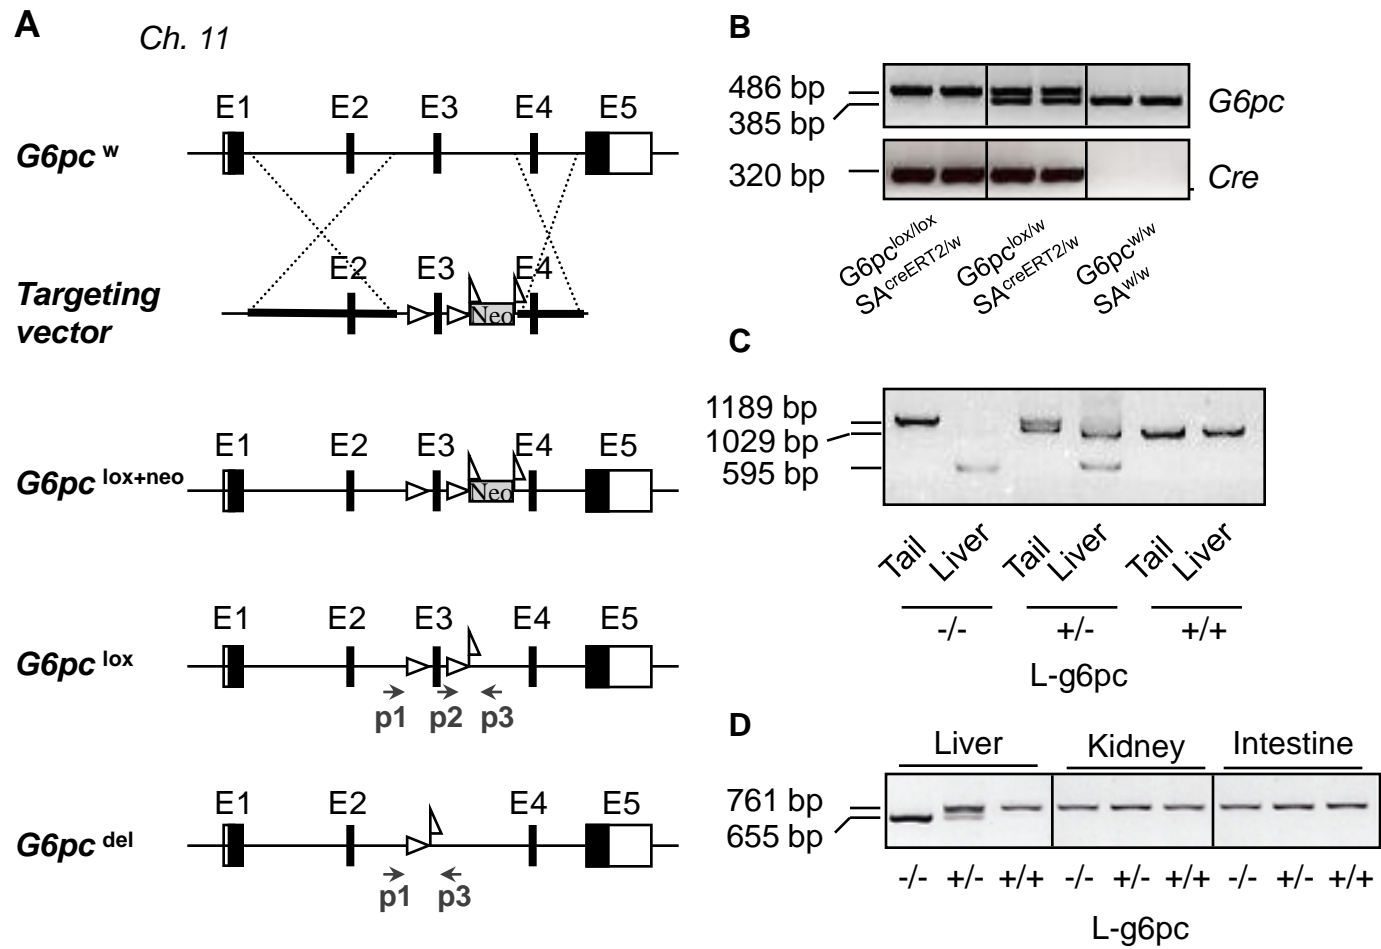 A
Ch. 11
E1 E2 E3 E4 E5
G6pc w
E2 E3 E4
Targeting
vector
Neo
E1 E2 E3 E4 E5
G6pc lox+neo
Neo
E1 E2 E3 E4 E5
G6pc lox
p1 p2 p3
E1 E2 E4 E5
G6pc del
p1 p3
B
486 bp
385 bp
G6pc
320 bp
Cre
G6pclox/lox
SAcreERT2/w
G6pclox/w
SAcreERT2/w
G6pcw/w
SAw/w
C
1189 bp
1029 bp
595 bp
Tail Liver Tail Liver Tail Liver
-/- +/- +/+
L-g6pc
D
Liver Kidney Intestine
761 bp
655 bp
-/- +/- +/+ -/- +/- +/+ -/- +/- +/+
L-g6pc